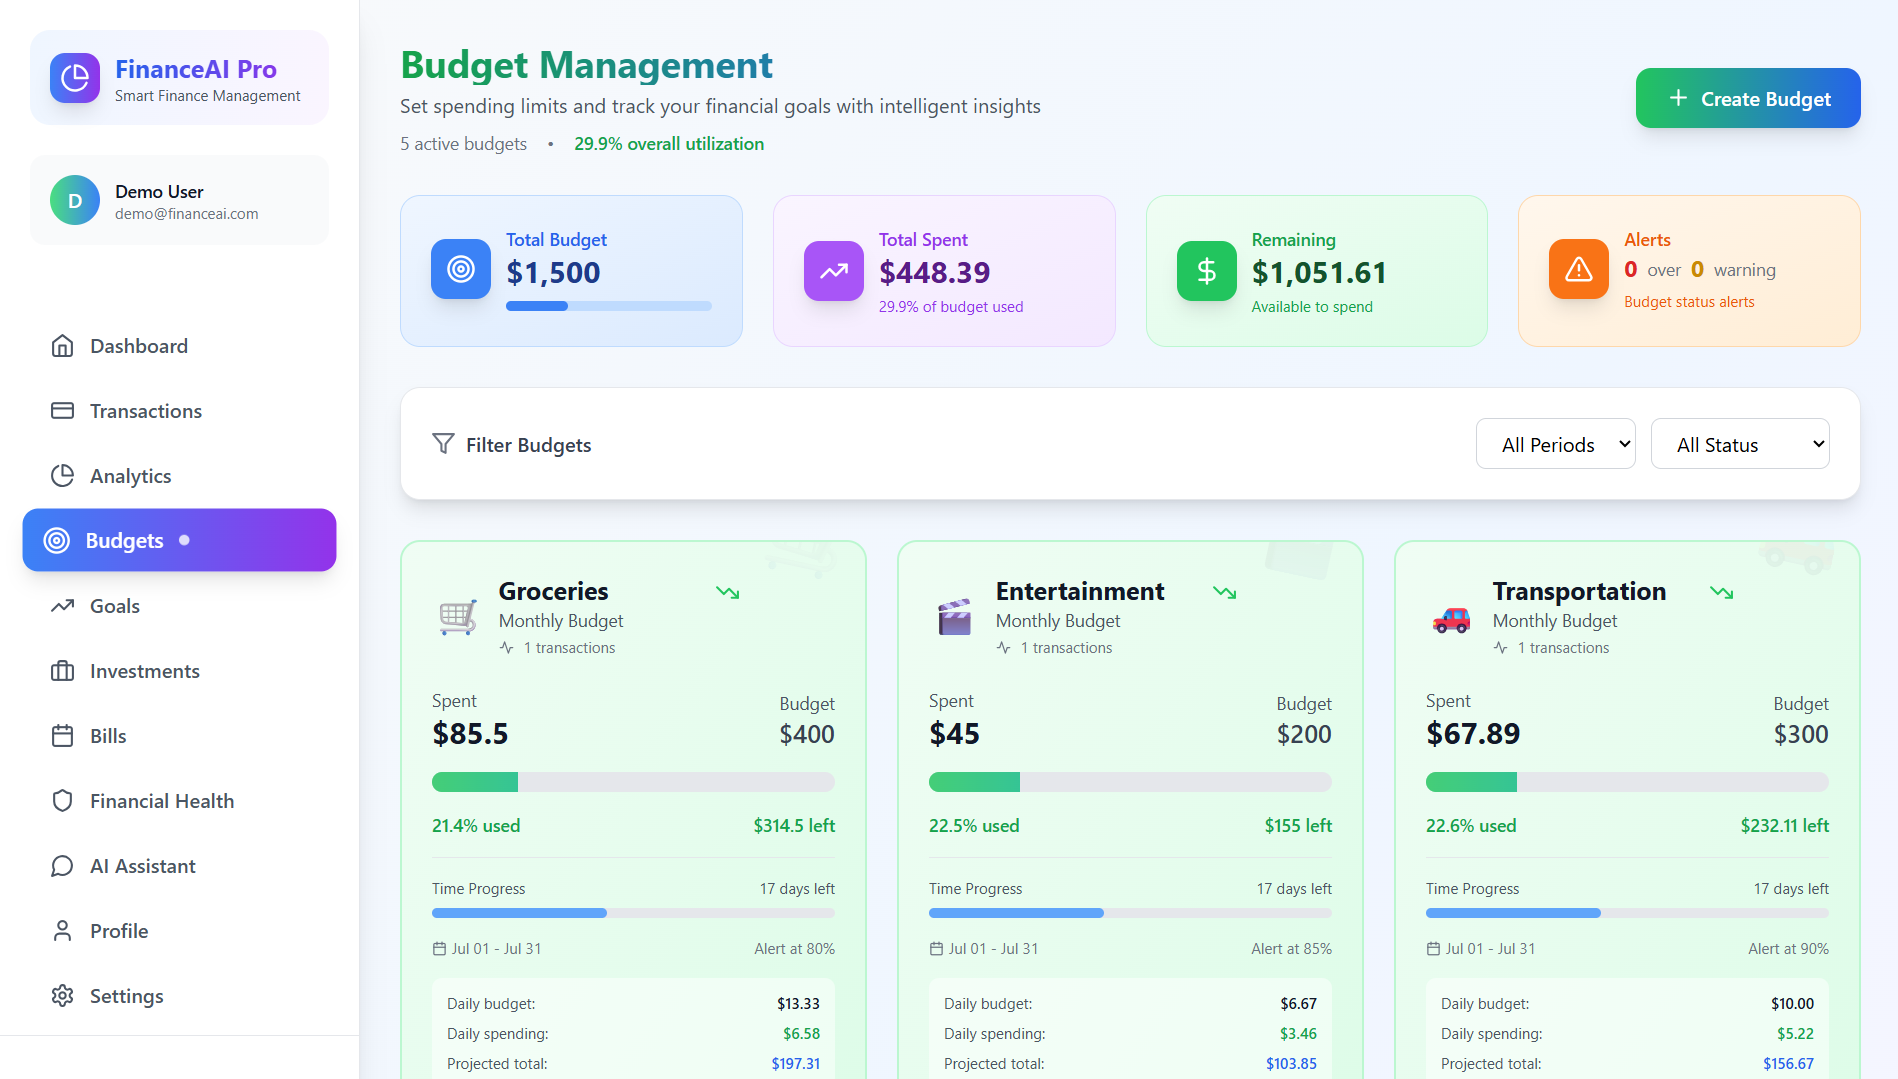 FinanceAI Pro
Smart Finance Management
D
Demo User
demo@financeai.com
Dashboard
Transactions
Analytics
Budgets
Goals
Investments
Bills
Financial Health
AI Assistant
Profile
Settings
Budget Management
Set spending limits and track your financial goals with intelligent insights
5 active budgets • 29.9% overall utilization
Create Budget
Total Budget
$1,500
Total Spent
$448.39
29.9% of budget used
Remaining
$1,051.61
Available to spend
Alerts
0 over 0 warning
Budget status alerts
Filter Budgets
All Periods
All Status
Groceries
Monthly Budget
1 transactions
Spent
Budget
$85.5
$400
21.4% used
$314.5 left
Time Progress
17 days left
Jul 01 - Jul 31
Alert at 80%
Daily budget:
$13.33
Daily spending:
$6.58
Projected total:
$197.31
Entertainment
Monthly Budget
1 transactions
Spent
Budget
$45
$200
22.5% used
$155 left
Time Progress
17 days left
Jul 01 - Jul 31
Alert at 85%
Daily budget:
$6.67
Daily spending:
$3.46
Projected total:
$103.85
Transportation
Monthly Budget
1 transactions
Spent
Budget
$67.89
$300
22.6% used
$232.11 left
Time Progress
17 days left
Jul 01 - Jul 31
Alert at 90%
Daily budget:
$10.00
Daily spending:
$5.22
Projected total:
$156.67